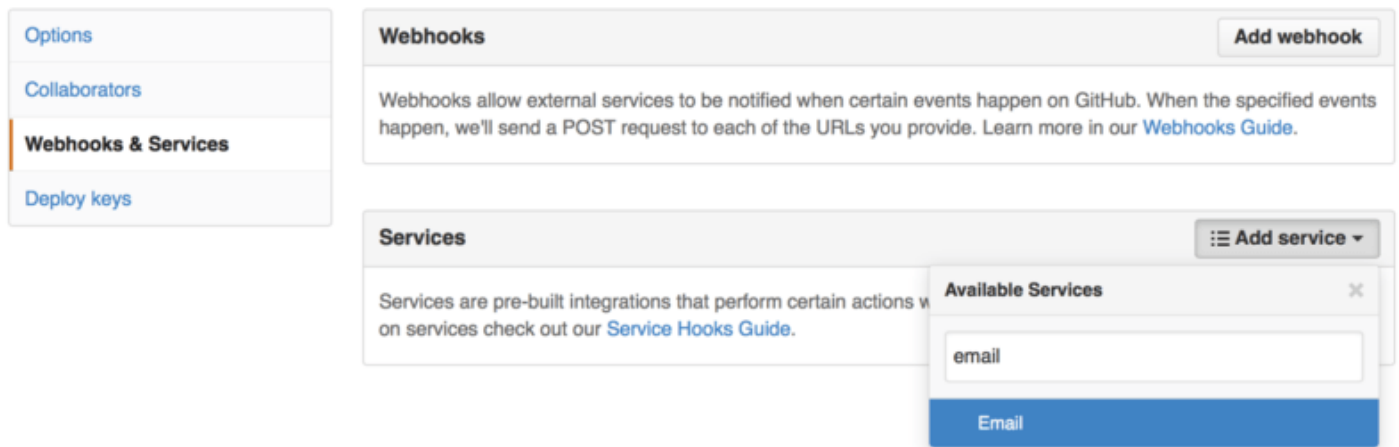 Options
Collaborators
Webhooks & Services
Deploy keys
Webhooks
Add webhook
Webhooks allow external services to be notified when certain events happen on GitHub. When the specified events
happen, we'll send a POST request to each of the URLs you provide. Learn more in our Webhooks Guide.
Services
Add service
Services are pre-built integrations that perform certain actions
on services check out our Service Hooks Guide.
Available Services
email
Email